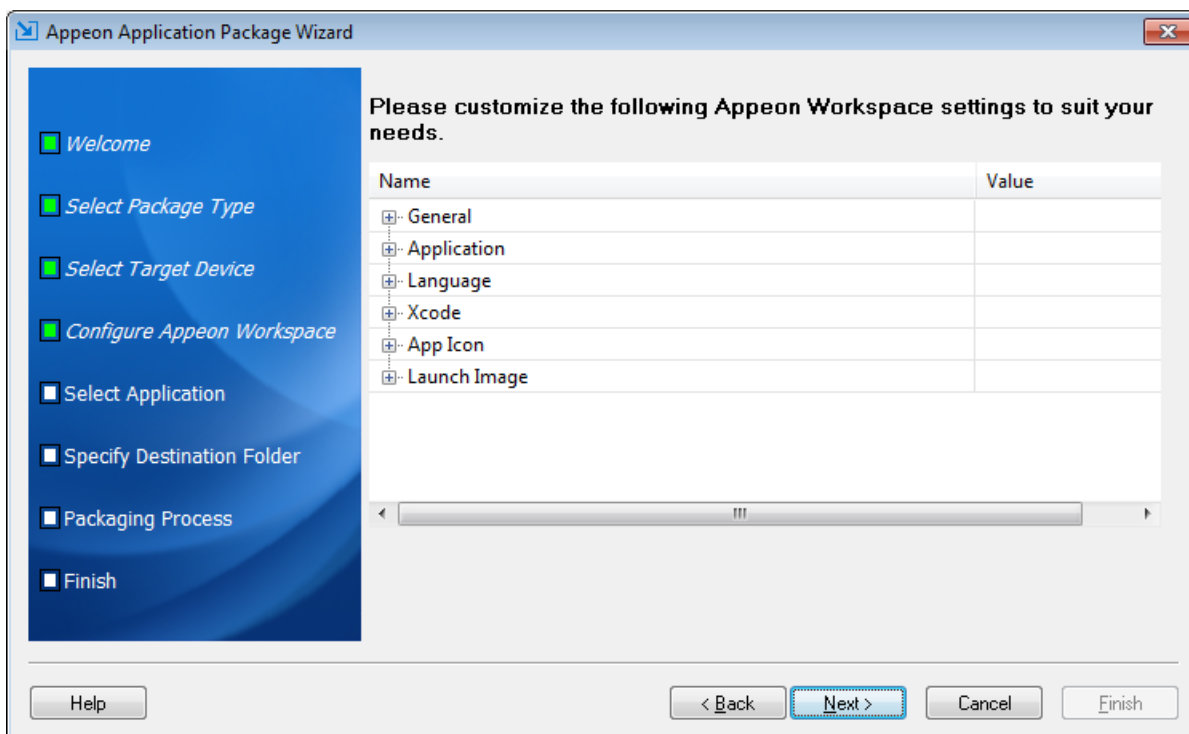 Appeon Application Package Wizard
Welcome
Select Package Type
Select Target Device
Configure Appeon Workspace
Select Application
Specify Destination Folder
Packaging Process
Finish
Please customize the following Appeon Workspace settings to suit your
needs.
Name Value
General
Application
Language
Xcode
App Icon
Launch Image
Help < Back Next > Cancel Finish